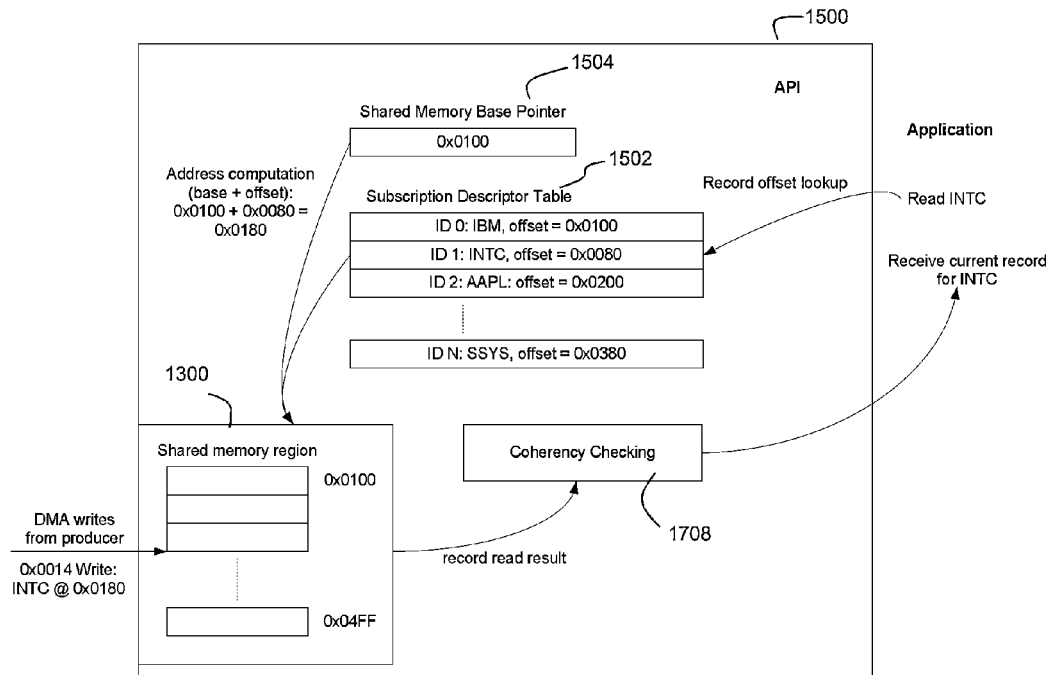 1500
1504
API
Shared Memory Base Pointer
0x0100
Application
1502
Address computation
(base + offset):
0x0100 + 0x0080 =
0x0180
Subscription Descriptor Table
Record offset lookup
Read INTC
ID 0: IBM, offset = 0x0100
ID 1: INTC, offset = 0x0080
ID 2: AAPL: offset = 0x0200
Receive current record
for INTC
ID N: SSYS, offset = 0x0380
1300
Shared memory region
0x0100
Coherency Checking
DMA writes
from producer
1708
record read result
0x0014 Write:
INTC @ 0x0180
0x04FF